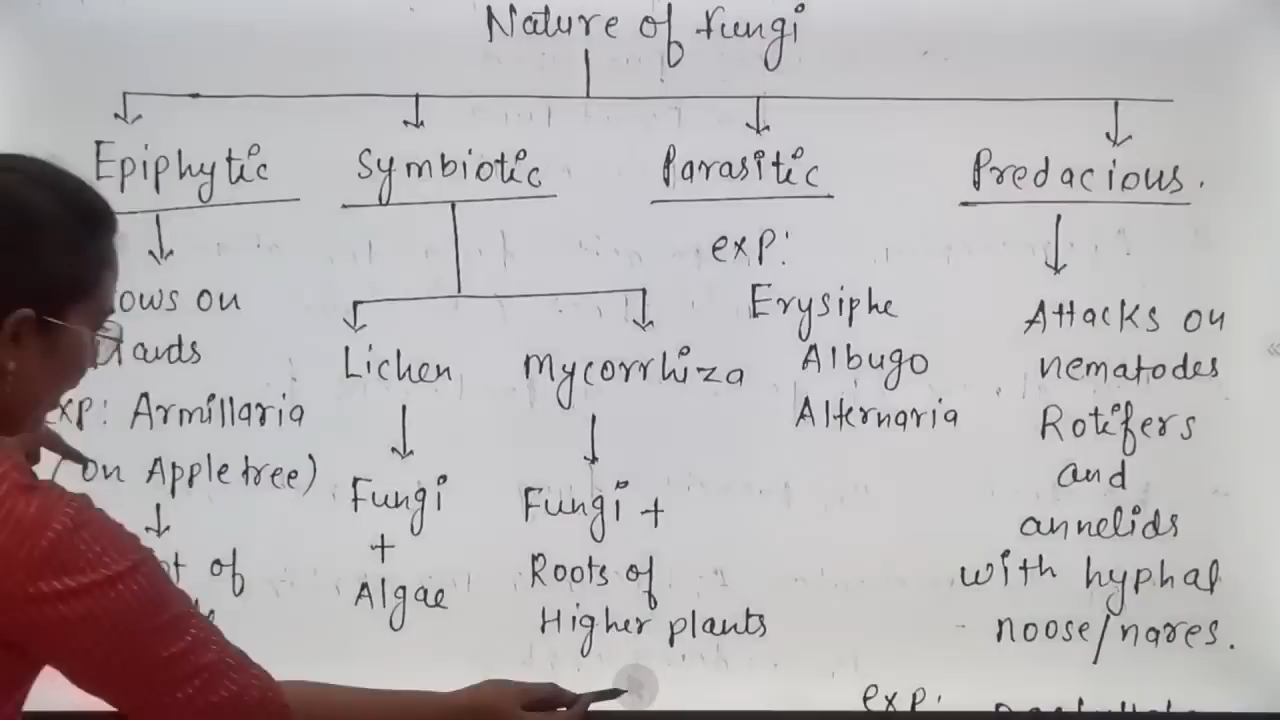 Nature of fungi
Epiphytic
ows on
exp: Armillaria
(on Apple tree)
of
Symbiotic
Lichen
Fungi
+
Algae
Mycorrhiza
Fungi +
Roots of
Higher plants
Parasitic
exp:
Erysiphe
Albugo
Alternaria
Predacious.
Attacks on
nematodes
Rotifers
and
annelids
with hyphal
noose/nares.
exp: